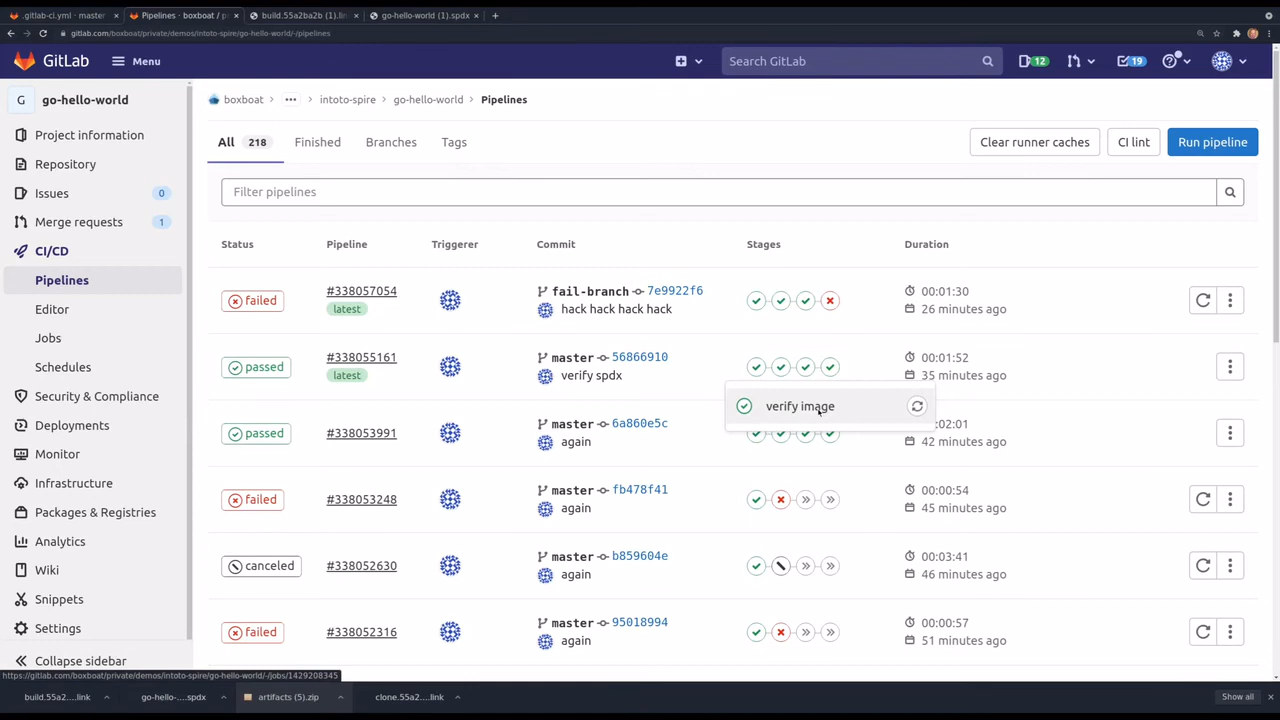 .gitlab-ci.yml · master
Pipelines · boxboat / p
build.55a2ba2b (1).lin
go-hello-world (1).spdx
gitlab.com/boxboat/private/demos/intoto-spire/go-hello-world/-/pipelines
GitLab
Menu
Search GitLab
12
19
G
go-hello-world
Project information
Repository
Issues 0
Merge requests 1
CI/CD
Pipelines
Editor
Jobs
Schedules
Security & Compliance
Deployments
Monitor
Infrastructure
Packages & Registries
Analytics
Wiki
Snippets
Settings
Collapse sidebar
boxboat > ... > intoto-spire > go-hello-world > Pipelines
All 218 Finished Branches Tags
Clear runner caches
CI lint
Run pipeline
Filter pipelines
Status Pipeline Triggerer Commit Stages Duration
failed #338057054 fail-branch 7e9922f6 00:01:30
latest hack hack hack hack 26 minutes ago
passed #338055161 master 56866910 00:01:52
latest verify spdx 35 minutes ago
verify image
passed #338053991 master 6a860e5c :02:01
again 42 minutes ago
failed #338053248 master fb478f41 00:00:54
again 45 minutes ago
canceled #338052630 master b859604e 00:03:41
again 46 minutes ago
failed #338052316 master 95018994 00:00:57
again 51 minutes ago
https://gitlab.com/boxboat/private/demos/intoto-spire/go-hello-world/-/jobs/1429208345
build.55a2....link
go-hello-....spdx
artifacts (5).zip
clone.55a2....link
Show all